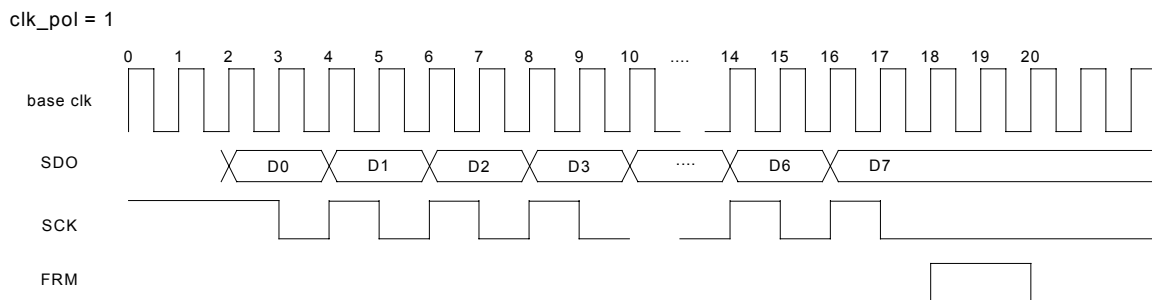 clk_pol = 1
0 1 2 3 4 5 6 7 8 9 10 .... 14 15 16 17 18 19 20
base clk
SDO D0 D1 D2 D3 .... D6 D7
SCK
FRM